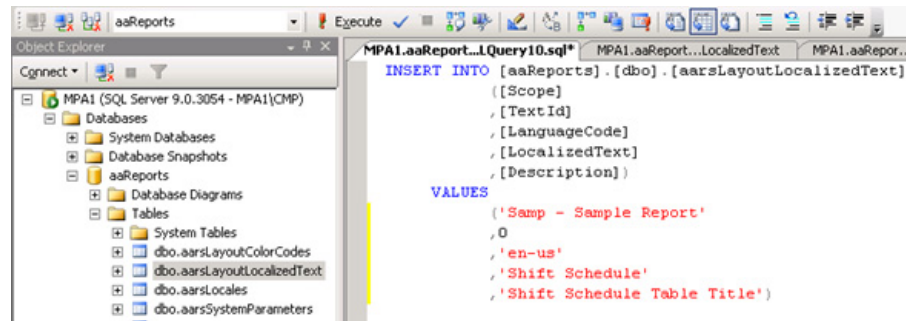 aaReports
Execute
Object Explorer
Connect
MPA1 (SQL Server 9.0.3054 - MPA1\CMP)
Databases
System Databases
Database Snapshots
aaReports
Database Diagrams
Tables
System Tables
dbo.aarsLayoutColorCodes
dbo.aarsLayoutLocalizedText
dbo.aarsLocales
dbo.aarsSystemParameters
MPA1.aaReport...LQuery10.sql*
MPA1.aaReport...LocalizedText
MPA1.aaRepor..
INSERT INTO [aaReports].[dbo].[aarsLayoutLocalizedText]
([Scope]
,[TextId]
,[LanguageCode]
,[LocalizedText]
,[Description])
VALUES
('Samp - Sample Report'
,0
,'en-us'
,'Shift Schedule'
,'Shift Schedule Table Title')